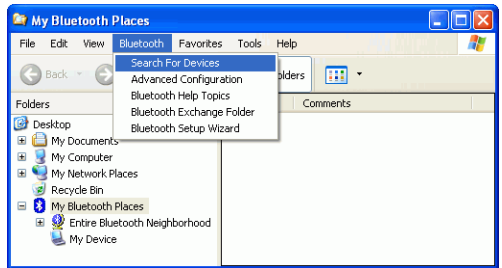 My Bluetooth Places
File Edit View Bluetooth Favorites Tools Help
Back
Search For Devices
Advanced Configuration
Bluetooth Help Topics
Bluetooth Exchange Folder
Bluetooth Setup Wizard
Folders
Comments
Desktop
My Documents
My Computer
My Network Places
Recycle Bin
My Bluetooth Places
Entire Bluetooth Neighborhood
My Device